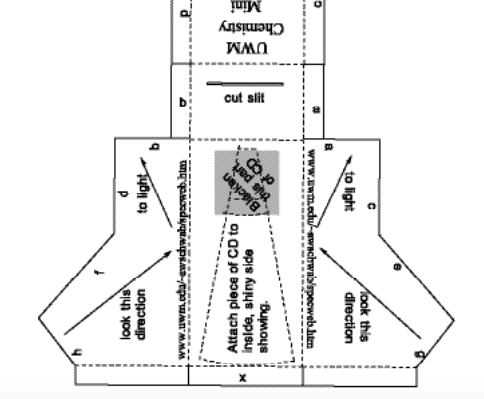 d
c
UWM
Chemistry
Mini
b
cut slit
a
b
a
to light
to light
d
c
Blacken
this part
of CD
www.uwm.edu/~awschwab/specweb.htm
www.uwm.edu/~awschwab/specweb.htm
Attach piece of CD to
inside, shiny side
showing.
f
e
look this
direction
look this
direction
h
g
x